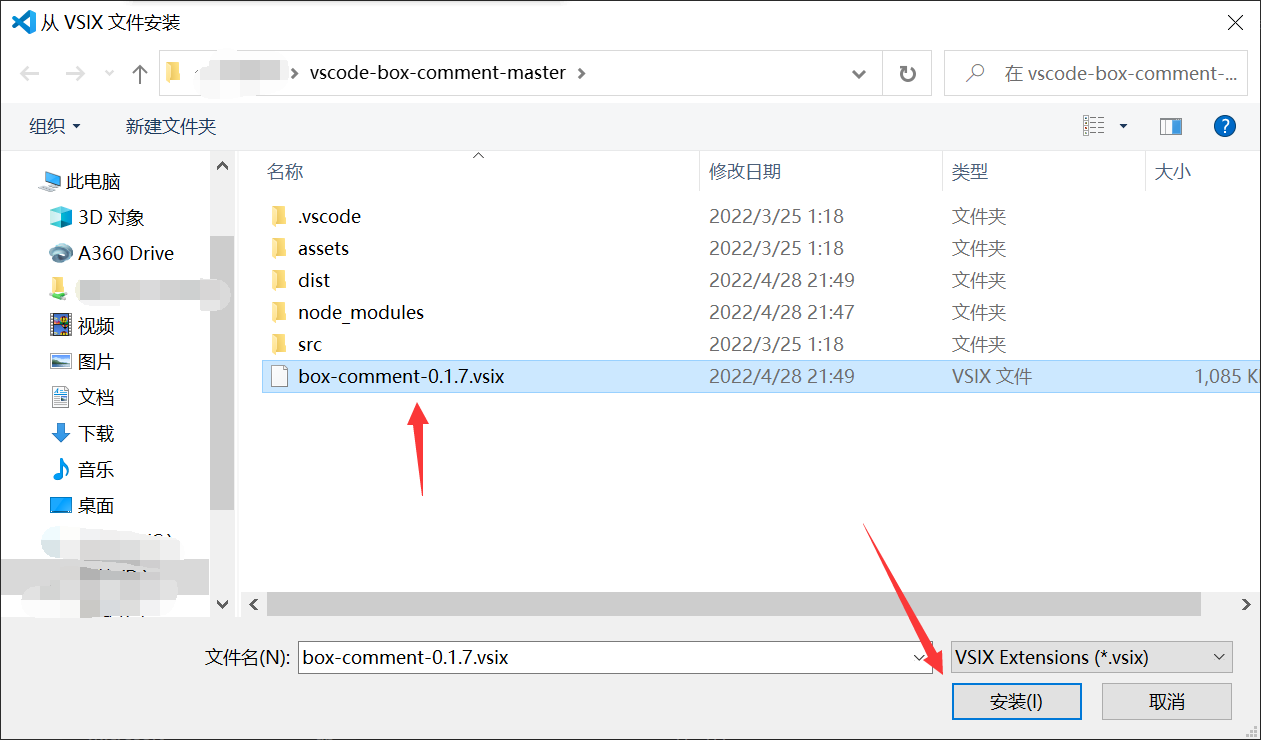 从 VSIX 文件安装
vscode-box-comment-master
在 vscode-box-comment-...
组织 新建文件夹
名称 修改日期 类型 大小
此电脑
3D 对象
A360 Drive
视频
图片
文档
下载
音乐
桌面
.vscode 2022/3/25 1:18 文件夹
assets 2022/3/25 1:18 文件夹
dist 2022/4/28 21:49 文件夹
node_modules 2022/4/28 21:47 文件夹
src 2022/3/25 1:18 文件夹
box-comment-0.1.7.vsix 2022/4/28 21:49 VSIX 文件 1,085 K
文件名(N): box-comment-0.1.7.vsix VSIX Extensions (*.vsix)
安装(I) 取消